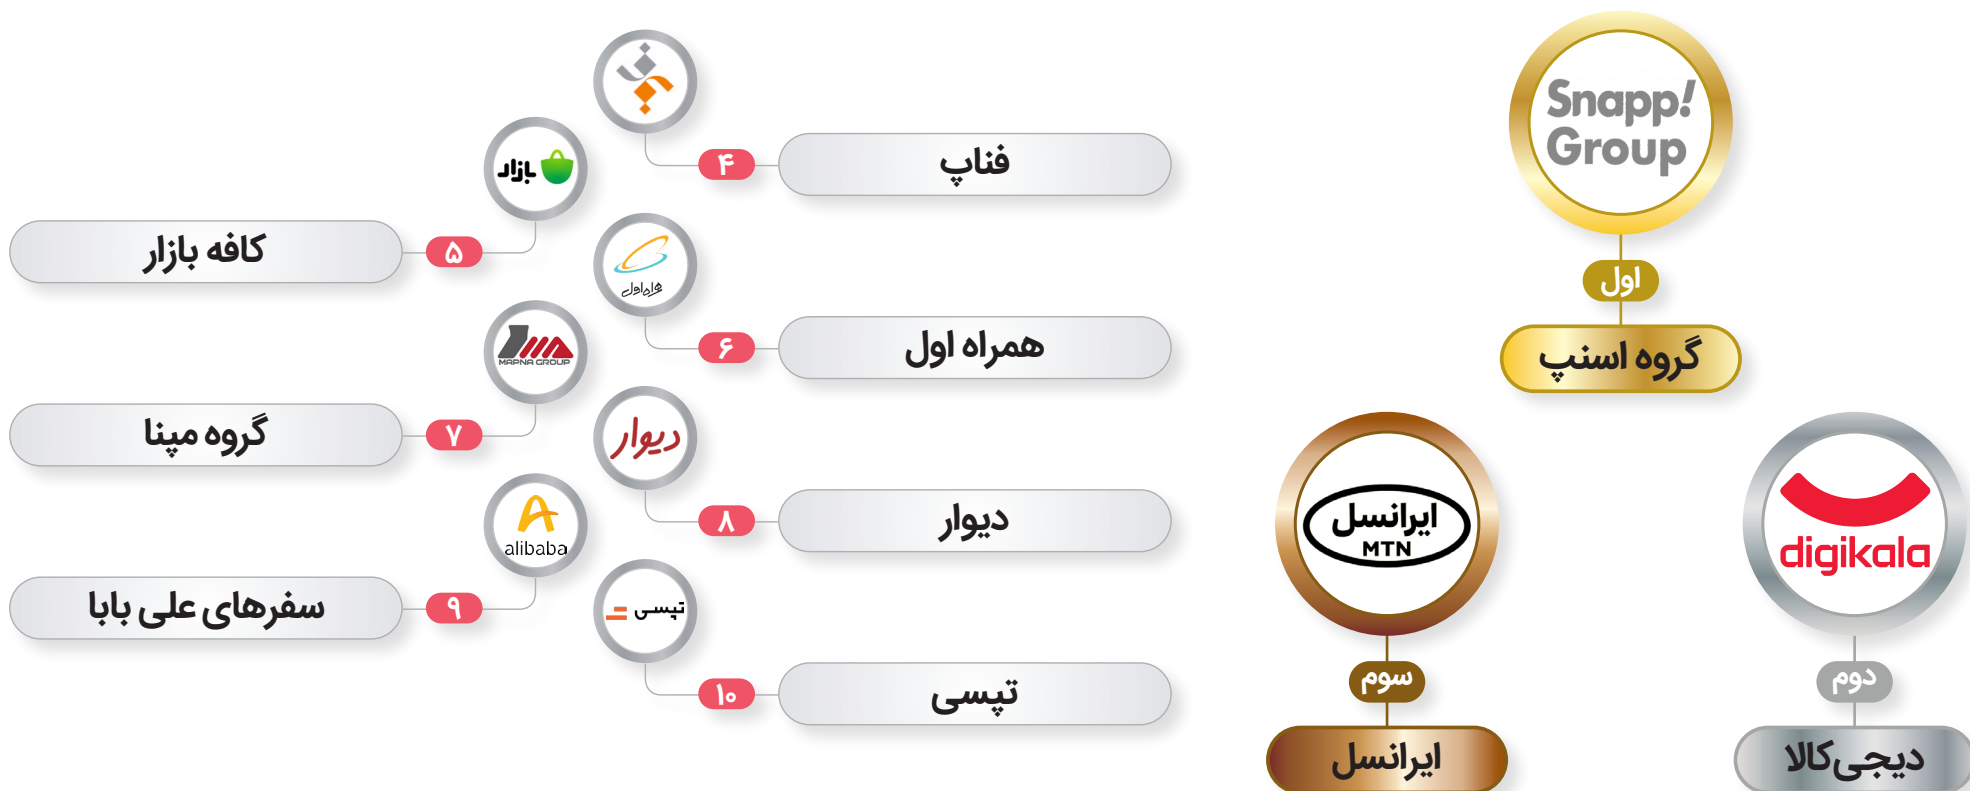 Snapp!
Group
اول
گروه اسنپ
digikala
دوم
دیجی‌کالا
ایرانسل
MTN
سوم
ایرانسل
۴
فناپ
بازار
۵
کافه بازار
همراه اول
۶
همراه اول
MAPNA GROUP
۷
گروه مپنا
دیوار
۸
دیوار
alibaba
۹
سفرهای علی بابا
تپسی
۱۰
تپسی